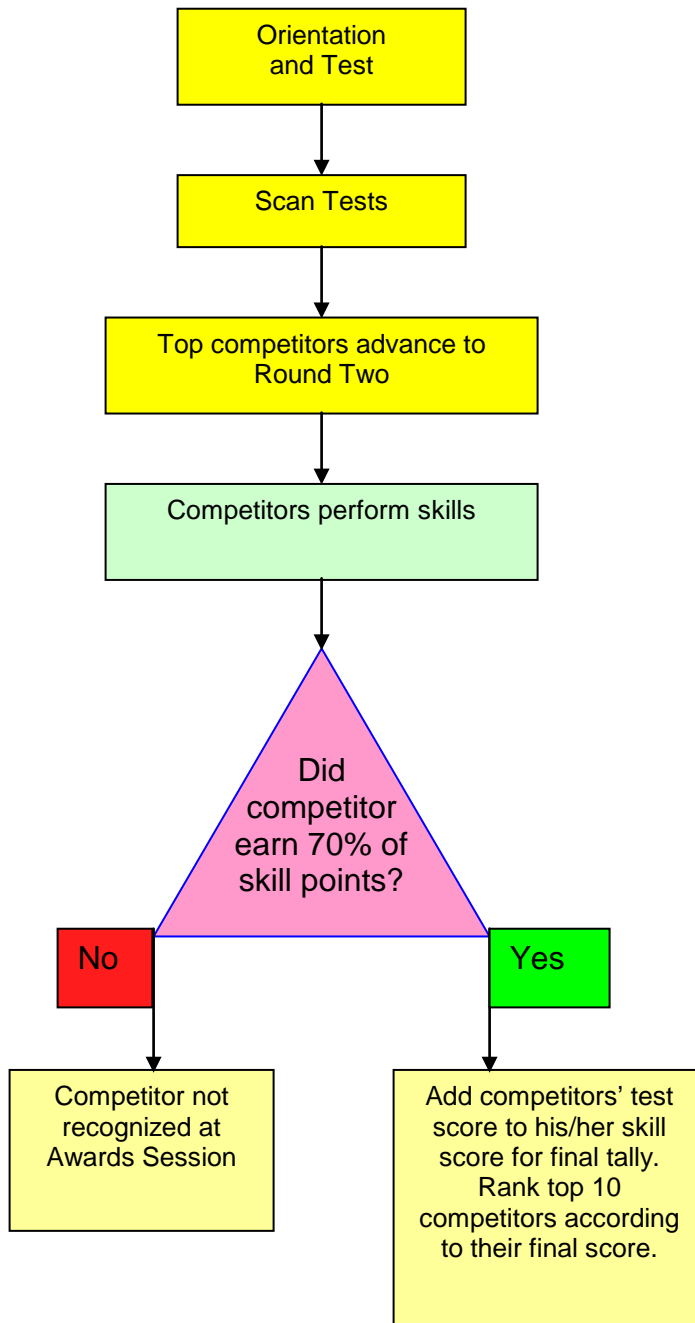 Orientation
and Test
Scan Tests
Top competitors advance to
Round Two
Competitors perform skills
Did
competitor
earn 70% of
skill points?
No
Yes
Competitor not
recognized at
Awards Session
Add competitors’ test
score to his/her skill
score for final tally.
Rank top 10
competitors according
to their final score.